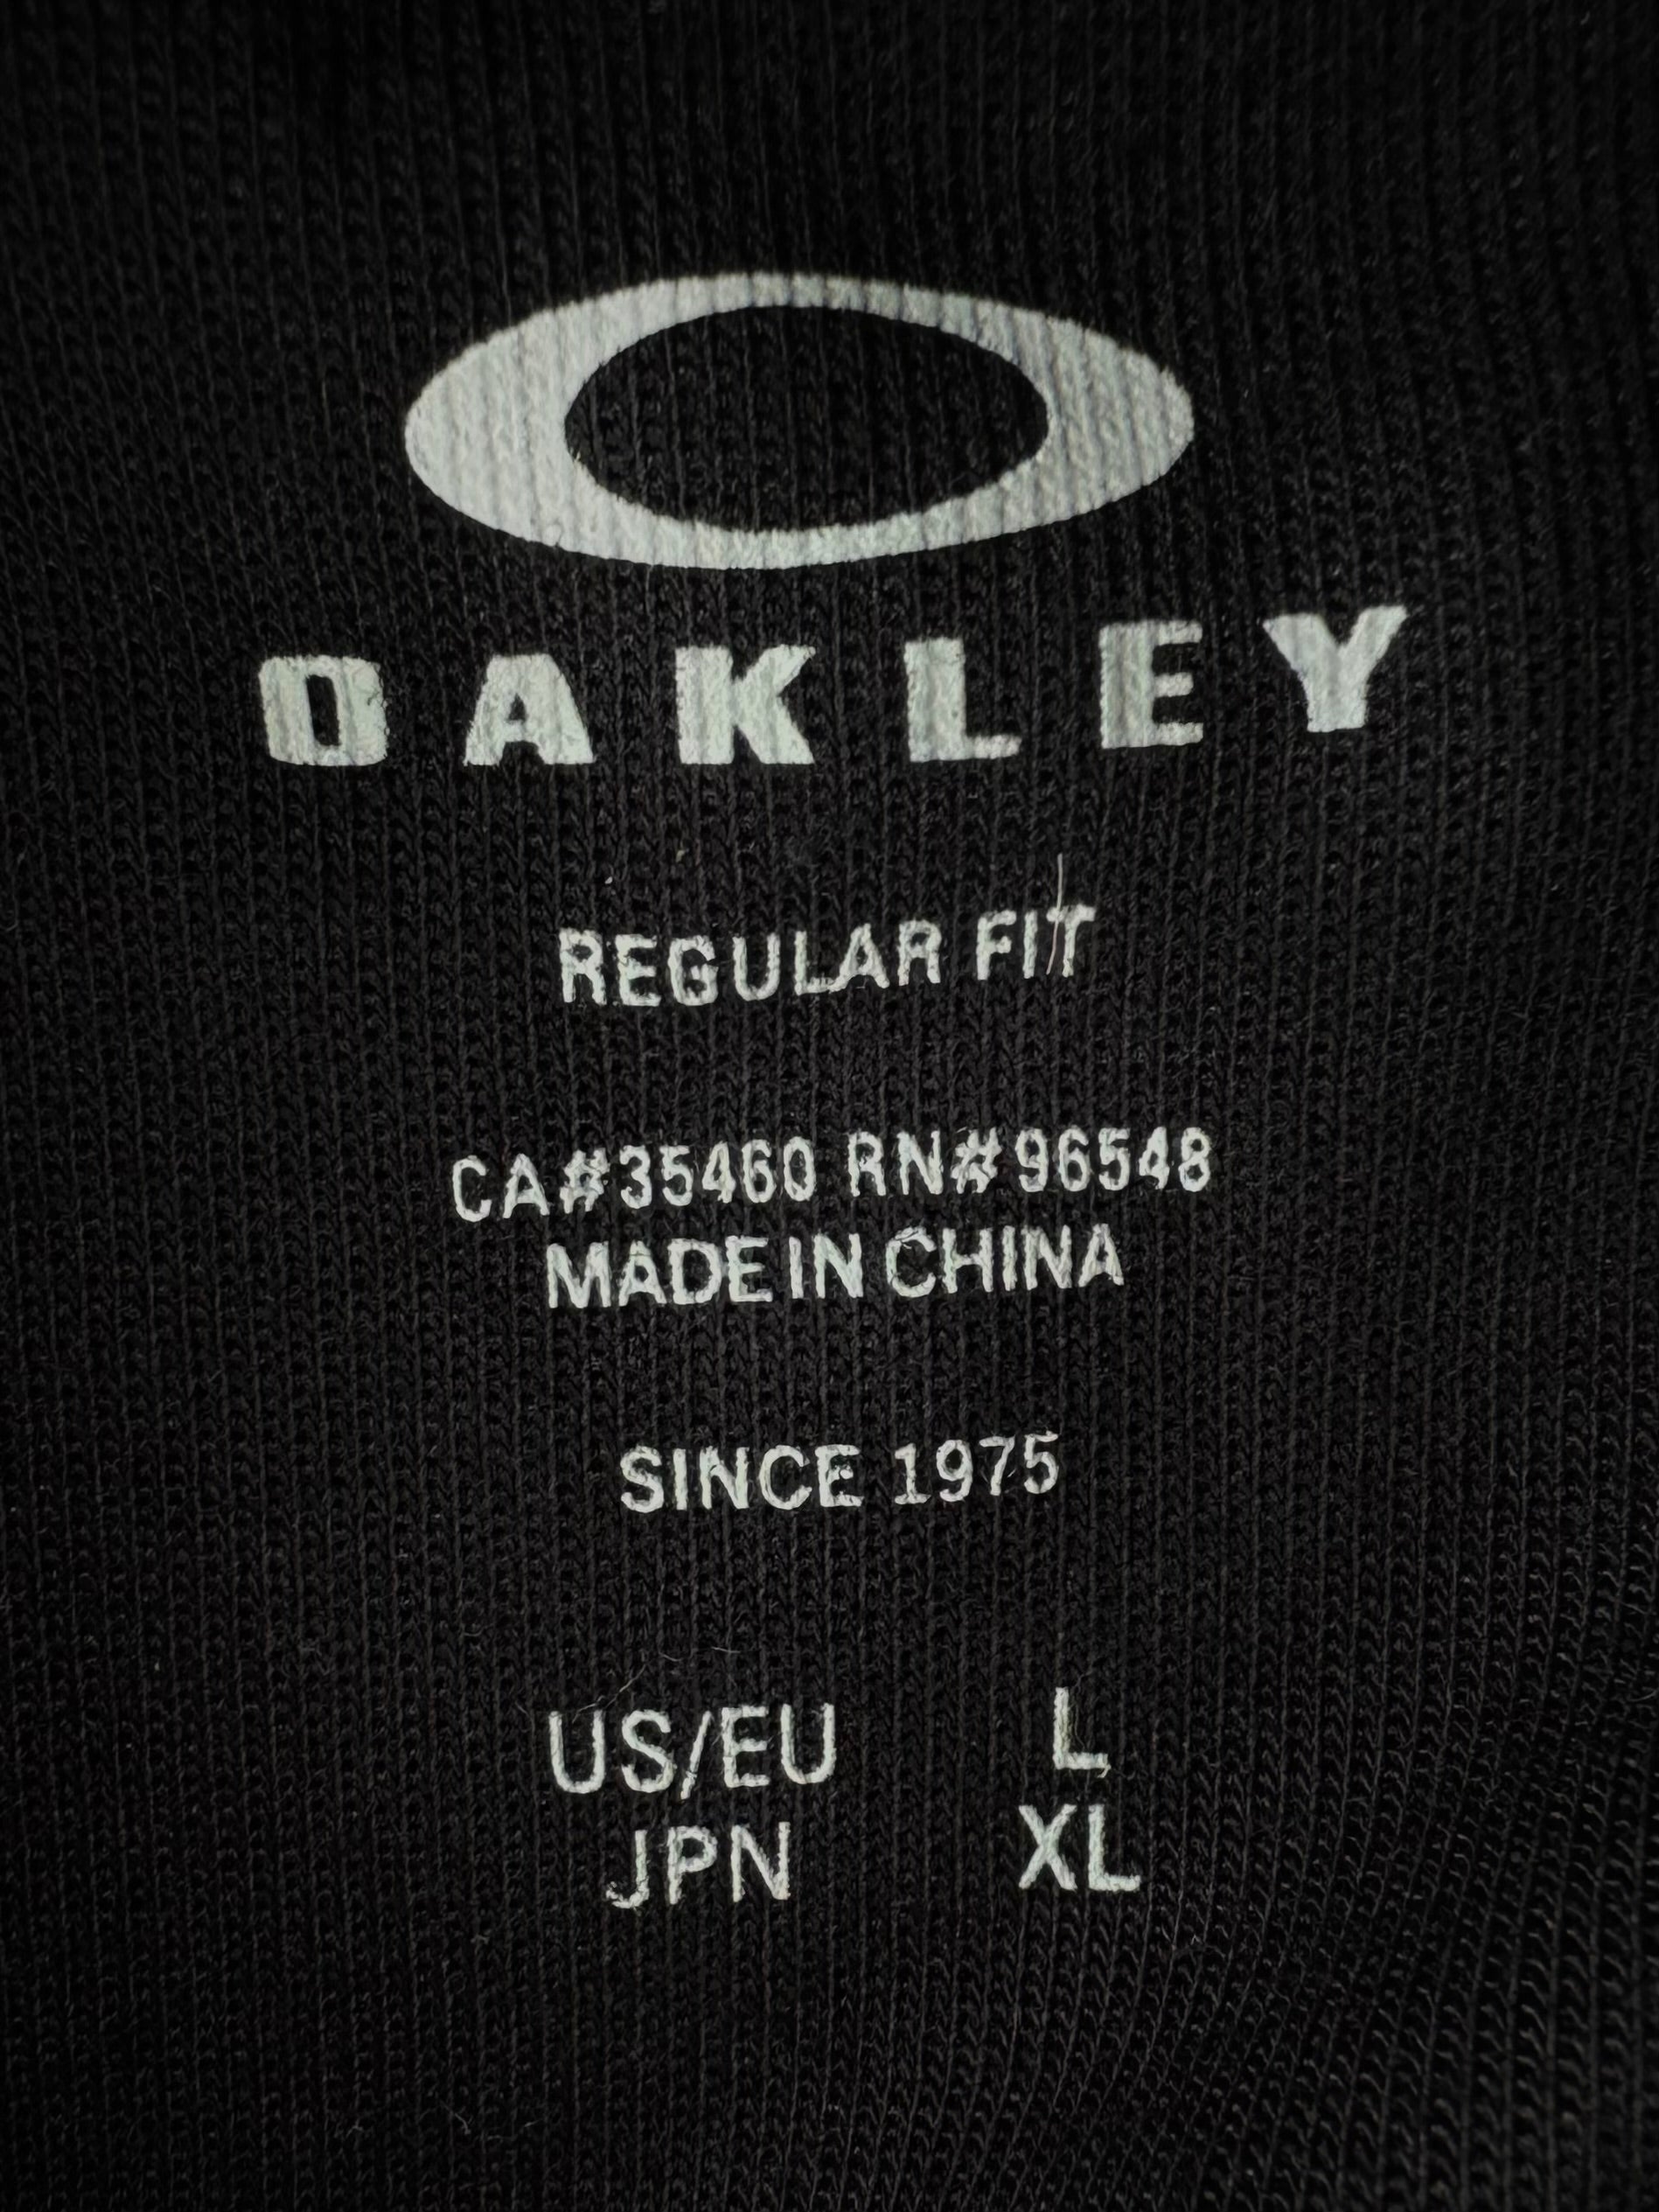 OAKLEY
REGULAR FIT
CA#35460 RN#96548
MADE IN CHINA
SINCE 1975
US/EU L
JPN XL